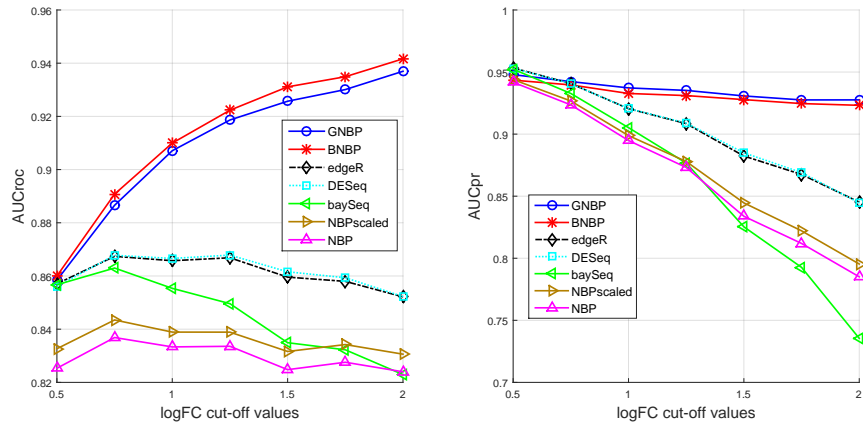 0.96
0.94
0.92
0.9
0.88
0.86
0.84
0.82
0.5
1
1.5
2
AUCroc
logFC cut-off values
GNBP
BNBP
edgeR
DESeq
baySeq
NBPscaled
NBP
1
0.95
0.9
0.85
0.8
0.75
0.7
0.5
1
1.5
2
AUCpr
logFC cut-off values
GNBP
BNBP
edgeR
DESeq
baySeq
NBPscaled
NBP